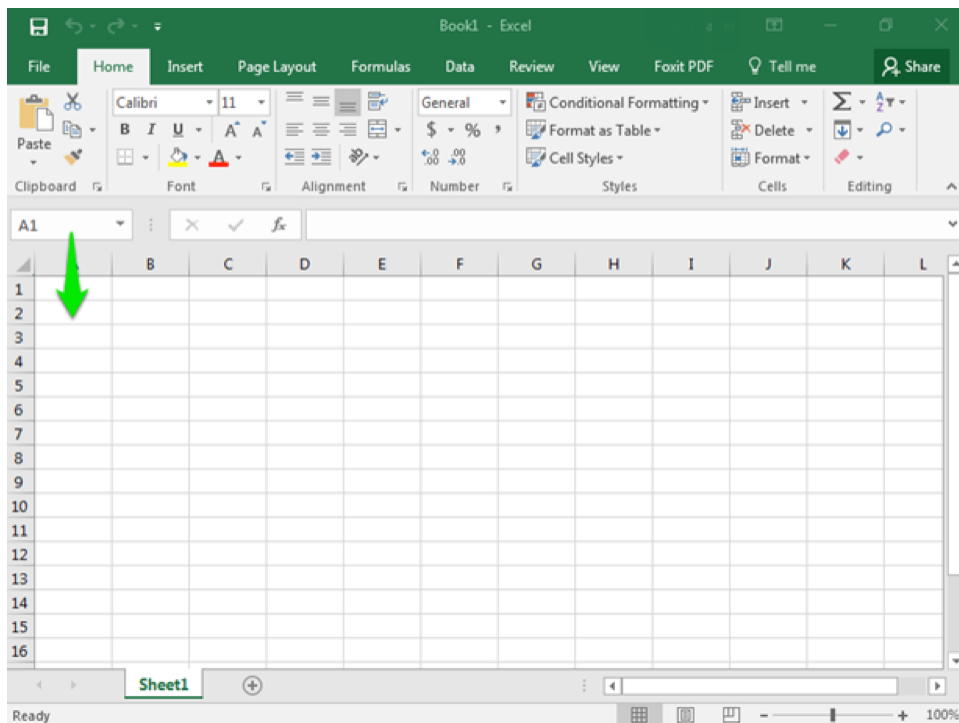 Book1 - Excel
File Home Insert Page Layout Formulas Data Review View Foxit PDF Tell me Share
Calibri 11 General Conditional Formatting Insert
B I U A A $ % , Format as Table Delete
Paste A .00 .00 Cell Styles Format
Clipboard Font Alignment Number Styles Cells Editing
A1 fx
B C D E F G H I J K L
1
2
3
4
5
6
7
8
9
10
11
12
13
14
15
16
Sheet1
Ready 100%